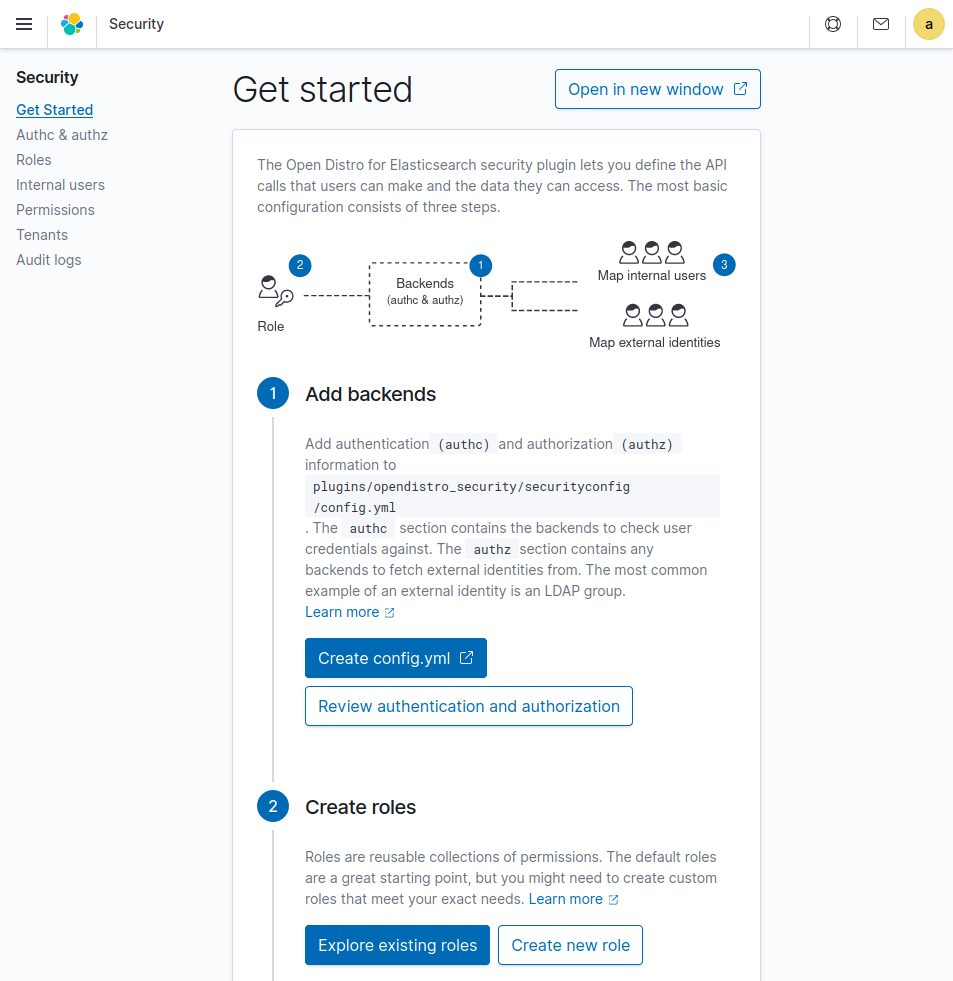 Security
a
Security
Get Started
Authc & authz
Roles
Internal users
Permissions
Tenants
Audit logs
Get started
Open in new window
The Open Distro for Elasticsearch security plugin lets you define the API
calls that users can make and the data they can access. The most basic
configuration consists of three steps.
2
Role
1
Backends
(authc & authz)
3
Map internal users
Map external identities
1 Add backends
Add authentication (authc) and authorization (authz)
information to
plugins/opendistro_security/securityconfig
/config.yml
. The authc section contains the backends to check user
credentials against. The authz section contains any
backends to fetch external identities from. The most common
example of an external identity is an LDAP group.
Learn more
Create config.yml
Review authentication and authorization
2 Create roles
Roles are reusable collections of permissions. The default roles
are a great starting point, but you might need to create custom
roles that meet your exact needs. Learn more
Explore existing roles
Create new role